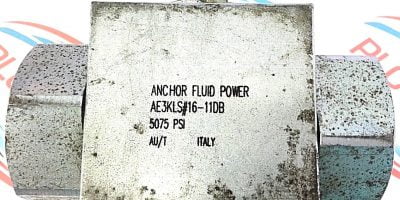 ANCHOR FLUID POWER
AE3KLS#16-11DB
5075 PSI
AU/T ITALY